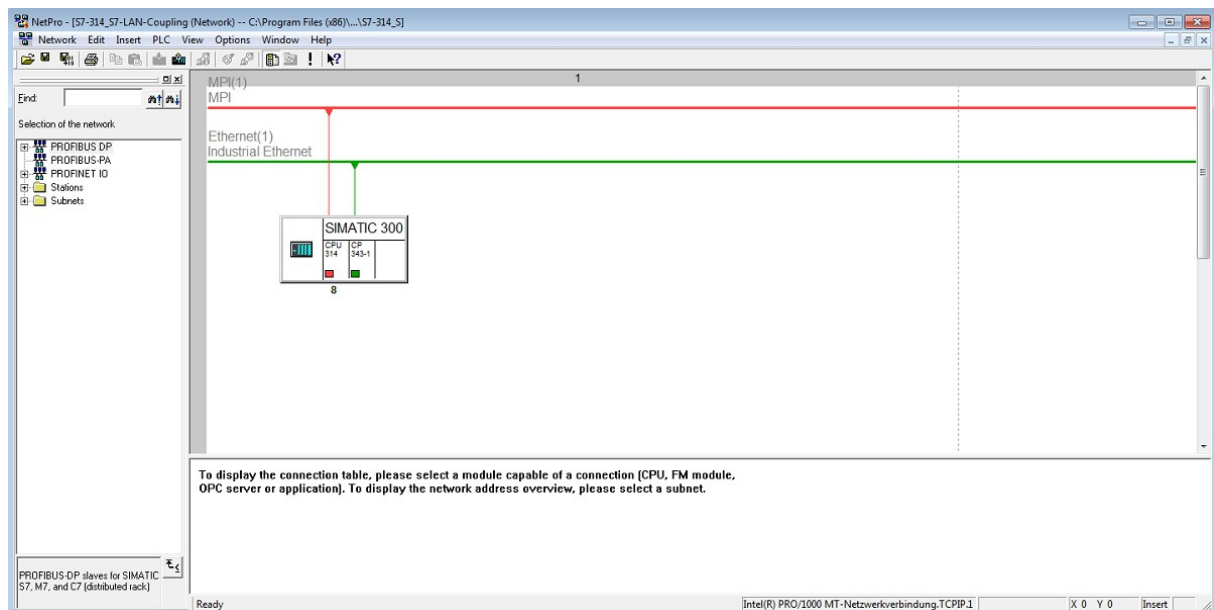 NetPro - [S7-314_S7-LAN-Coupling (Network) -- C:\Program Files (x86)\...\S7-314_S]
Network Edit Insert PLC View Options Window Help
Find:
Selection of the network
PROFIBUS DP
PROFIBUS-PA
PROFINET IO
Stations
Subnets
PROFIBUS-DP slaves for SIMATIC
S7, M7, and C7 (distributed rack)
1
MPI(1)
MPI
Ethernet(1)
Industrial Ethernet
SIMATIC 300
CPU 314
CP 343-1
8
To display the connection table, please select a module capable of a connection (CPU, FM module,
OPC server or application). To display the network address overview, please select a subnet.
Ready
Intel(R) PRO/1000 MT-Netzwerkverbindung.TCPIP.1
X 0 Y 0
Insert